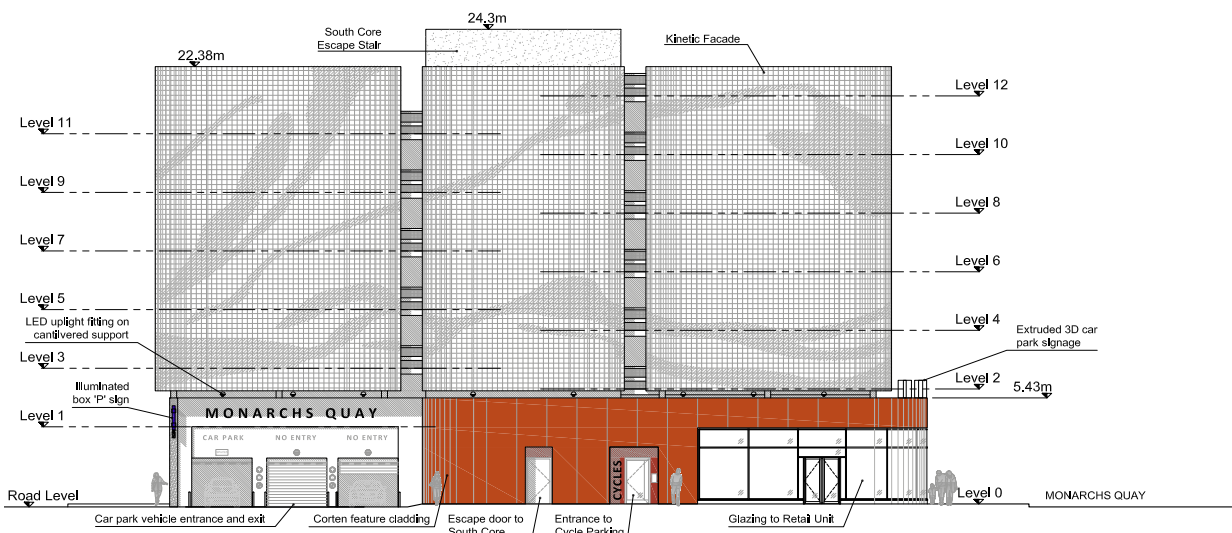 24.3m
South Core
Escape Stair
Kinetic Facade
22.38m
Level 12
Level 11
Level 10
Level 9
Level 8
Level 7
Level 6
Level 5
LED uplight fitting on
cantilvered support
Level 4
Extruded 3D car
park signage
Level 3
Level 2
5.43m
Illuminated
box 'P' sign
MONARCHS QUAY
Level 1
CAR PARK
NO ENTRY
NO ENTRY
CYCLES
Road Level
Level 0
MONARCHS QUAY
Car park vehicle entrance and exit
Corten feature cladding
Escape door to
South Core
Entrance to
Cycle Parking
Glazing to Retail Unit